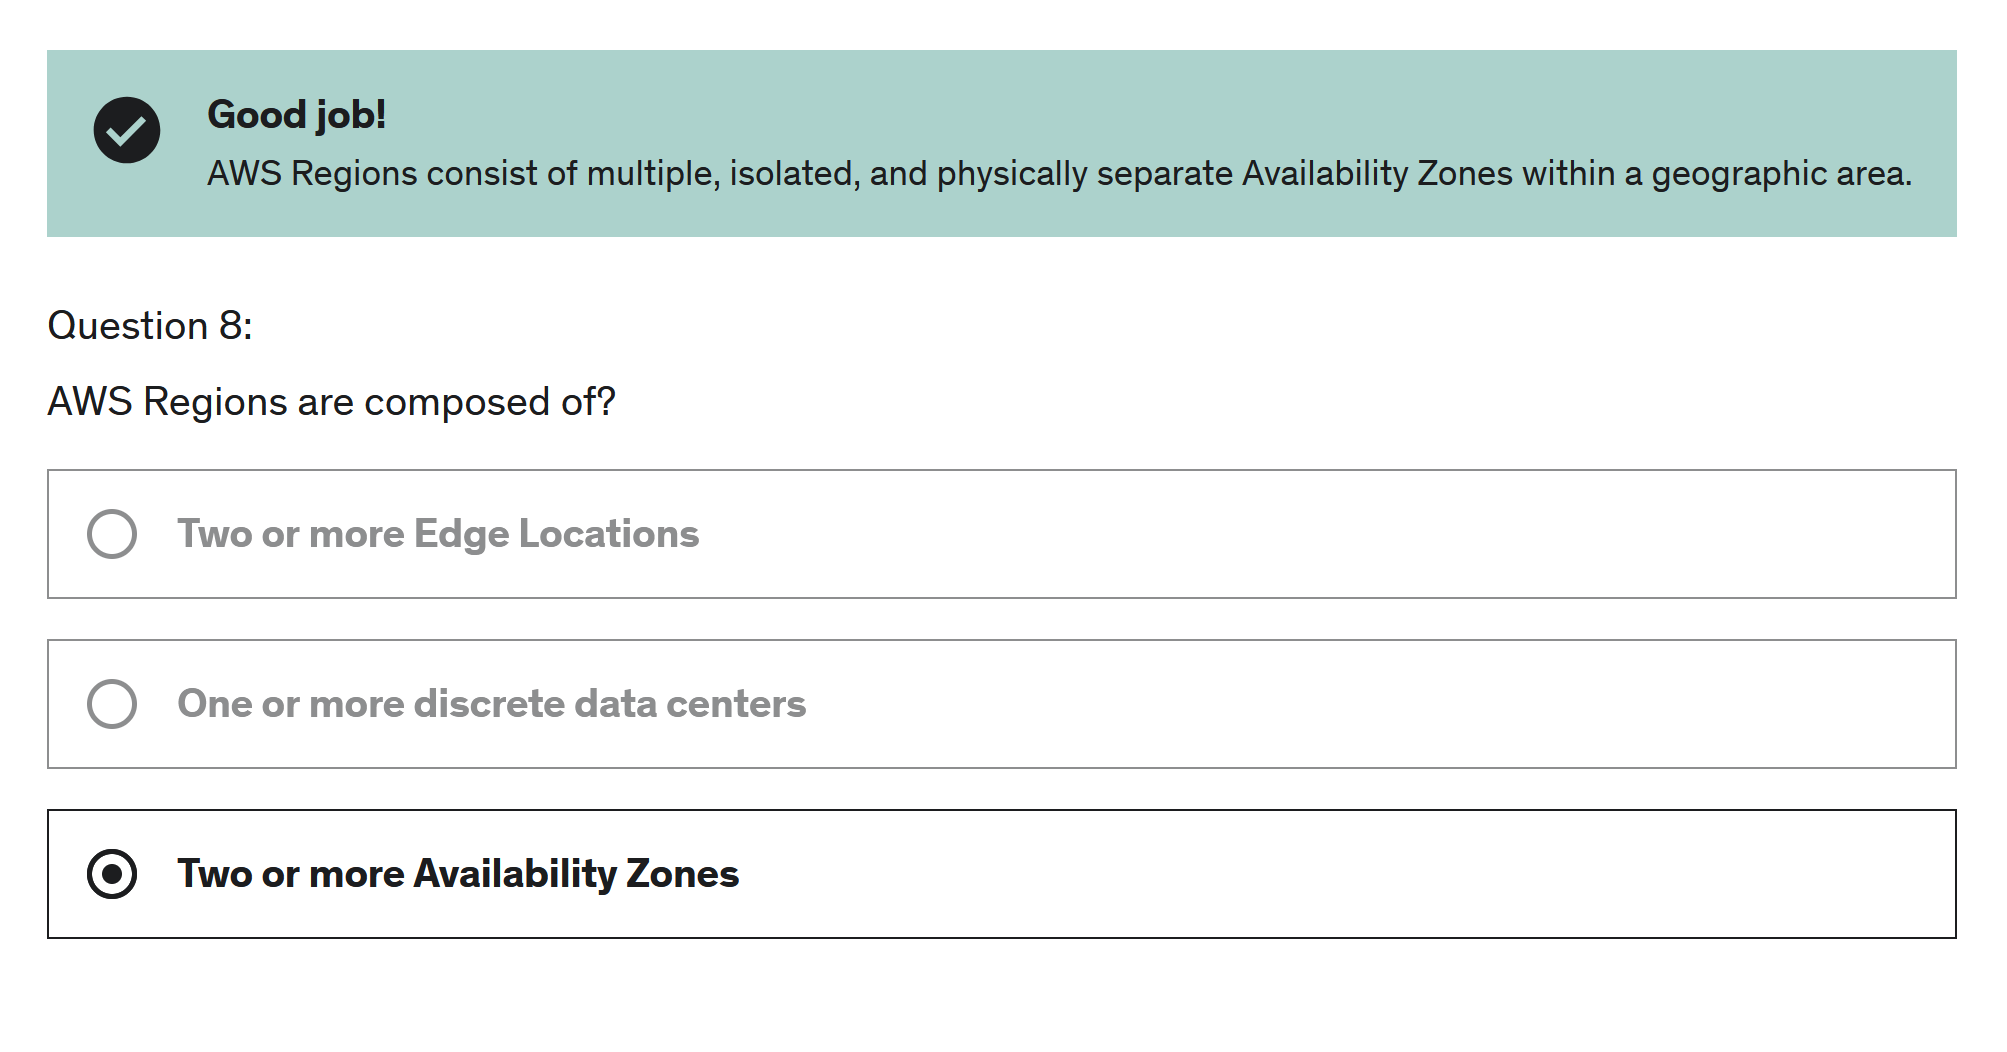 Good job!
AWS Regions consist of multiple, isolated, and physically separate Availability Zones within a geographic area.
Question 8:
AWS Regions are composed of?
Two or more Edge Locations
One or more discrete data centers
Two or more Availability Zones